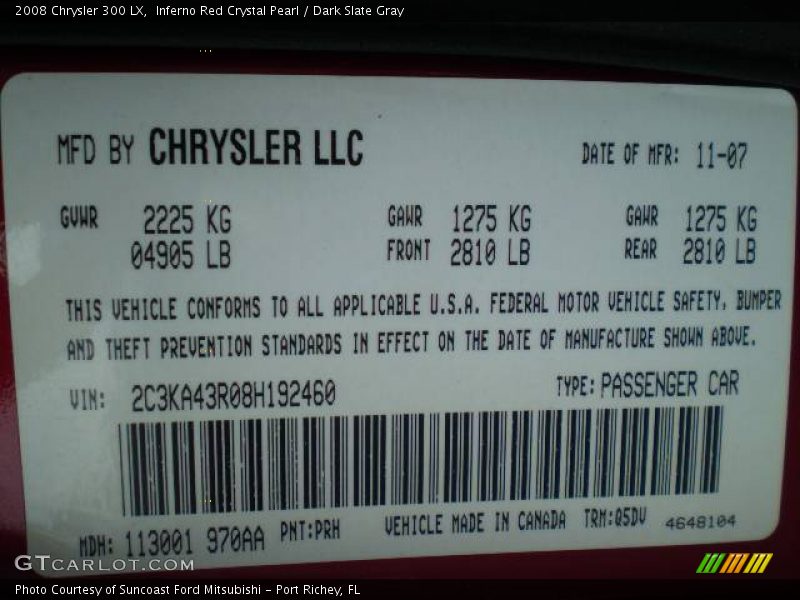 2008 Chrysler 300 LX,  Inferno Red Crystal Pearl / Dark Slate Gray
MFD BY CHRYSLER LLC DATE OF MFR: 11-07
GVWR 2225 KG GAWR 1275 KG GAWR 1275 KG
04905 LB FRONT 2810 LB REAR 2810 LB
THIS VEHICLE CONFORMS TO ALL APPLICABLE U.S.A. FEDERAL MOTOR VEHICLE SAFETY, BUMPER
AND THEFT PREVENTION STANDARDS IN EFFECT ON THE DATE OF MANUFACTURE SHOWN ABOVE.
VIN: 2C3KA43R08H192460 TYPE: PASSENGER CAR
MDH: 113001 970AA PNT:PRH VEHICLE MADE IN CANADA TRM:Q5DV 4648104
GTCARLOT.COM
Photo Courtesy of Suncoast Ford Mitsubishi - Port Richey, FL